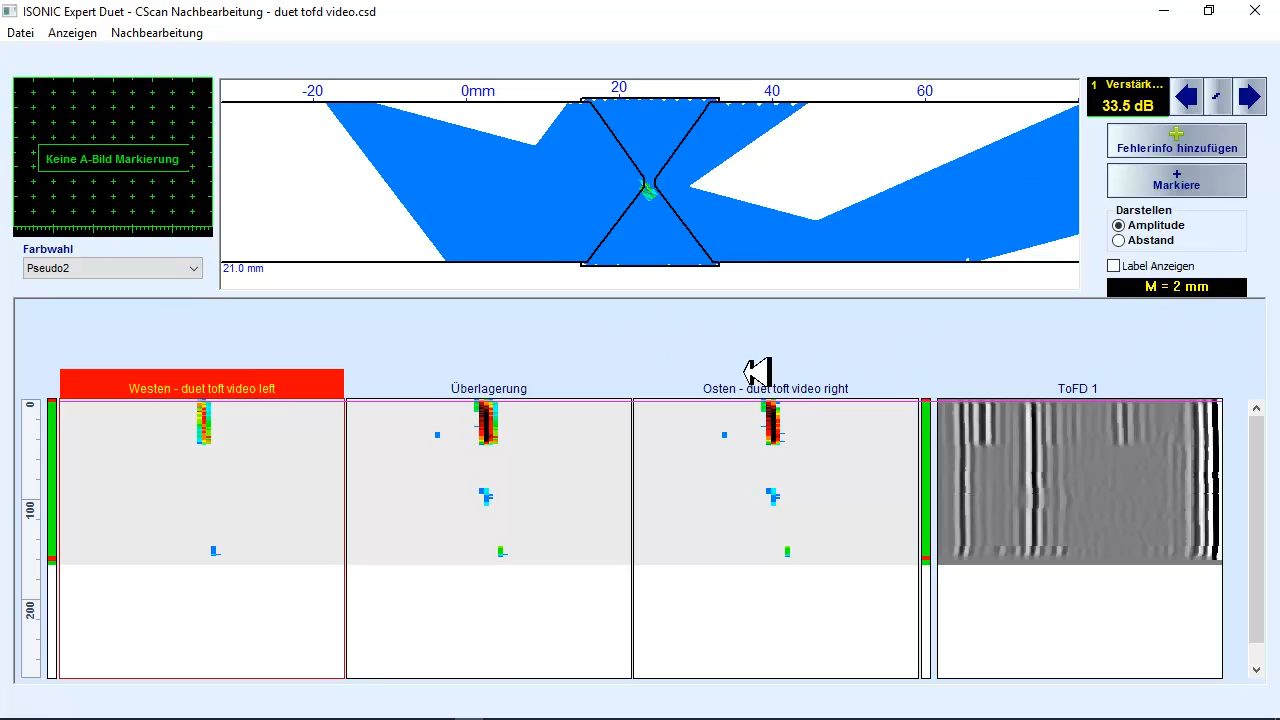 ISONIC Expert Duet - CScan Nachbearbeitung - duet tofd video.csd
Datei Anzeigen Nachbearbeitung
-20 0mm 20 40 60
1 Verstärk...
33.5 dB
Keine A-Bild Markierung
Fehlerinfo hinzufügen
Markiere
Darstellen
Amplitude
Abstand
Farbwahl
Pseudo2
21.0 mm
Label Anzeigen
M = 2 mm
Westen - duet toft video left
Überlagerung
Osten - duet toft video right
ToFD 1
0
100
200